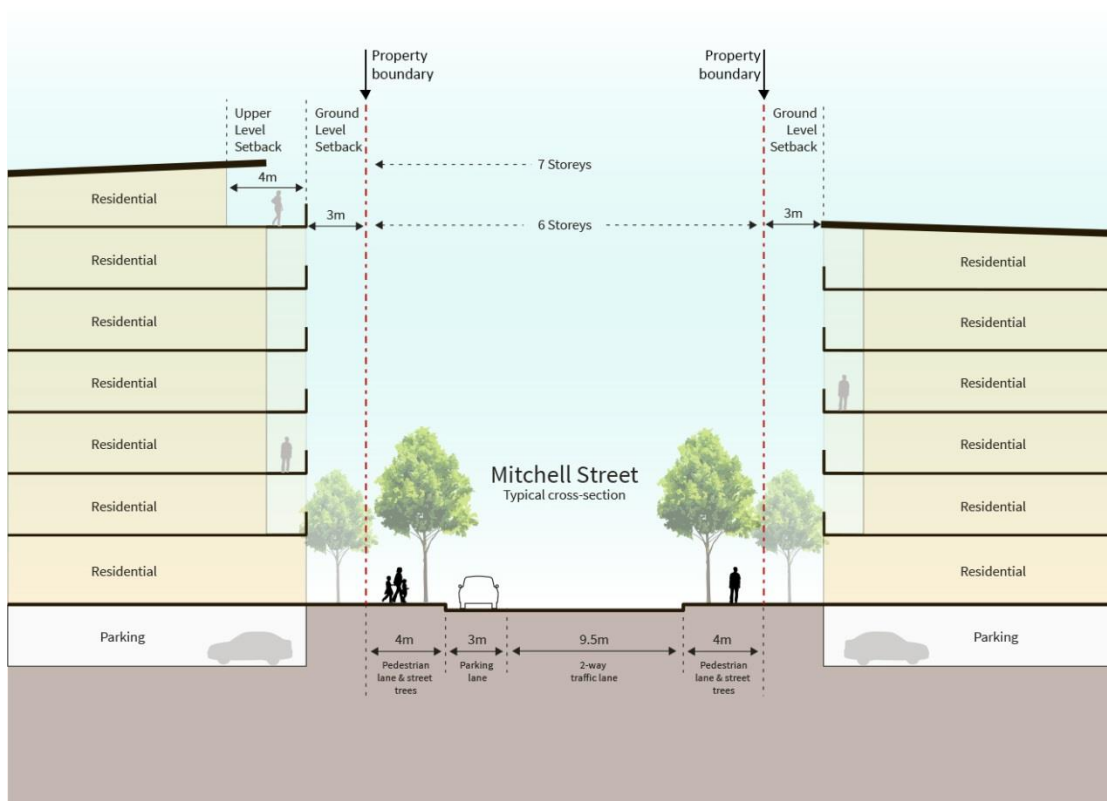 Property
boundary
Property
boundary
Upper
Level
Setback
Ground
Level
Setback
Ground
Level
Setback
7 Storeys
4m
Residential
3m
6 Storeys
3m
Residential
Residential
Residential
Residential
Residential
Residential
Residential
Residential
Mitchell Street
Typical cross-section
Residential
Residential
Residential
Residential
Parking
4m
Pedestrian
lane & street
trees
3m
Parking
lane
9.5m
2-way
traffic lane
4m
Pedestrian
lane & street
trees
Parking